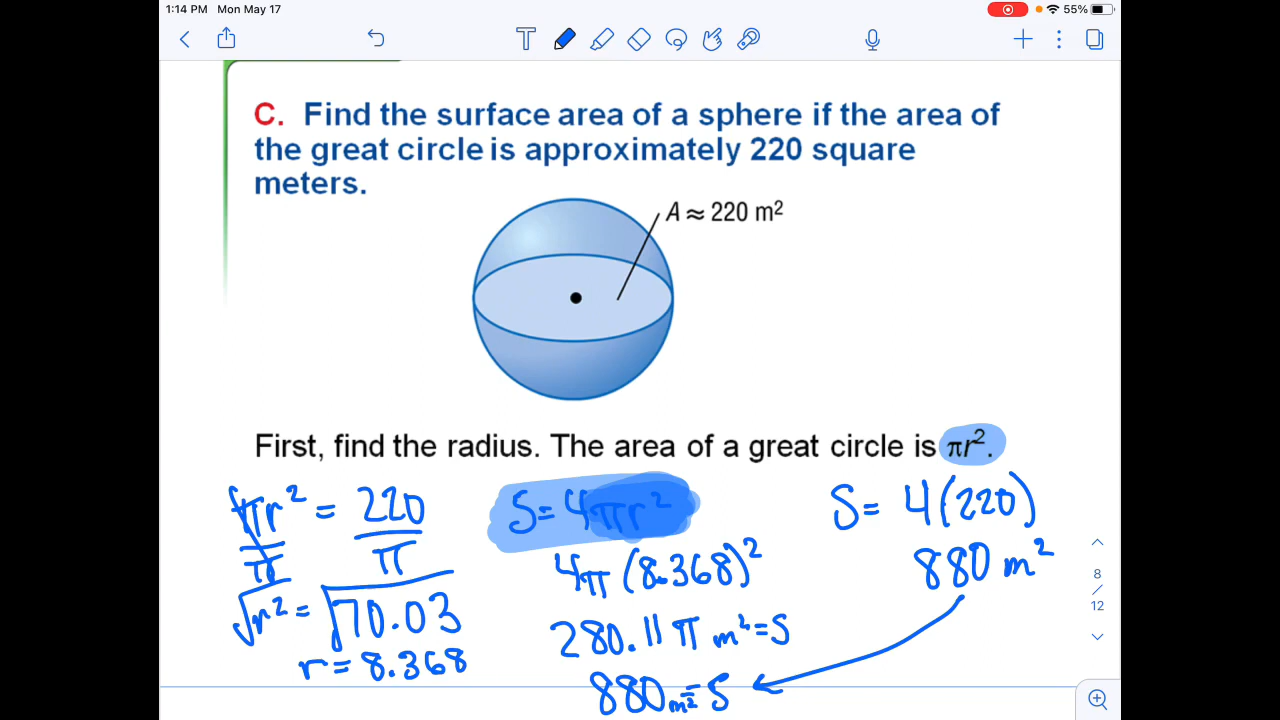 1:14 PM Mon May 17
55%
C. Find the surface area of a sphere if the area of
the great circle is approximately 220 square
meters.
A ≈ 220 m²
First, find the radius. The area of a great circle is πr².
πr² = 220
π π
√r² = √70.03
r = 8.368
S = 4πr²
4π (8.368)²
280.11π m² = S
880 m² = S
S = 4(220)
880 m²
8
/
12